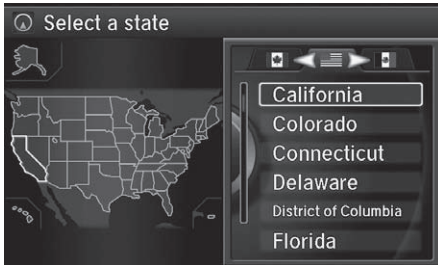 Select a state
California
Colorado
Connecticut
Delaware
District of Columbia
Florida